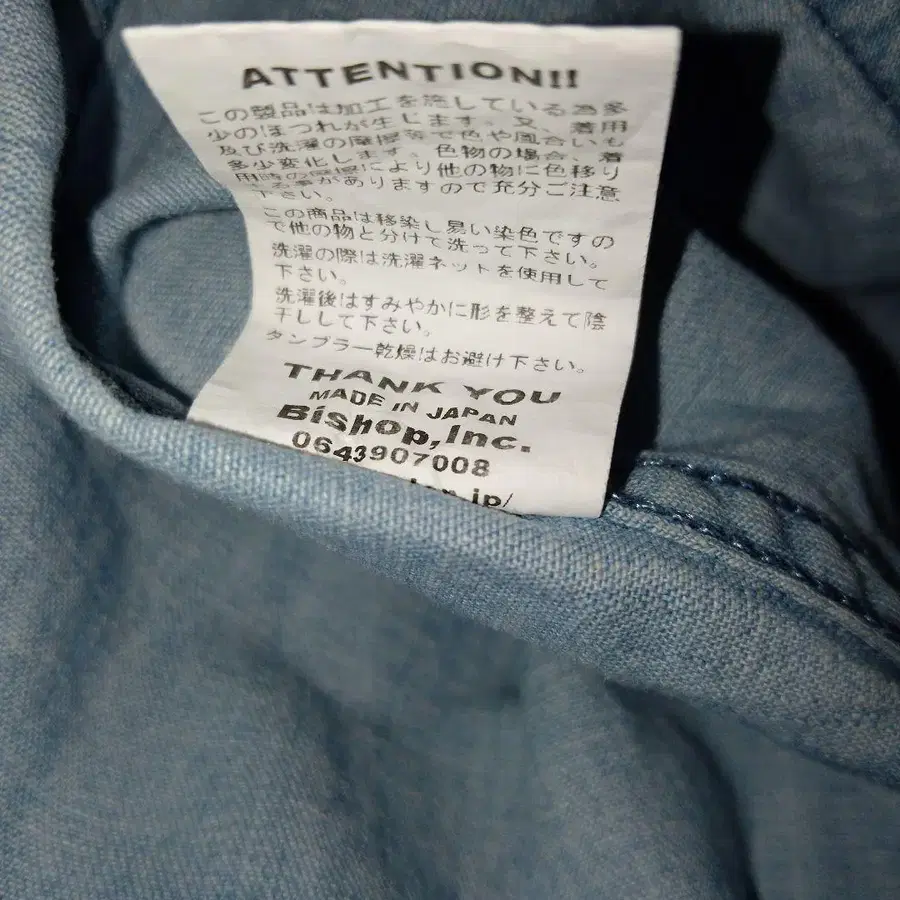 ATTENTION!!
この製品は加工を施している為多
少のほつれが生じます。又、着用
及び洗濯の摩擦等で色や風合いも
多少変化します。色物の場合、着
用時の摩擦により他の物に色移り
する事がありますので充分ご注意
下さい。
この商品は移染し易い染色ですの
で他の物と分けて洗って下さい。
洗濯の際は洗濯ネットを使用して
下さい。
洗濯後はすみやかに形を整えて陰
干しして下さい。
タンブラー乾燥はお避け下さい。
THANK YOU
MADE IN JAPAN
Bishop,Inc.
0643907008
.jp/